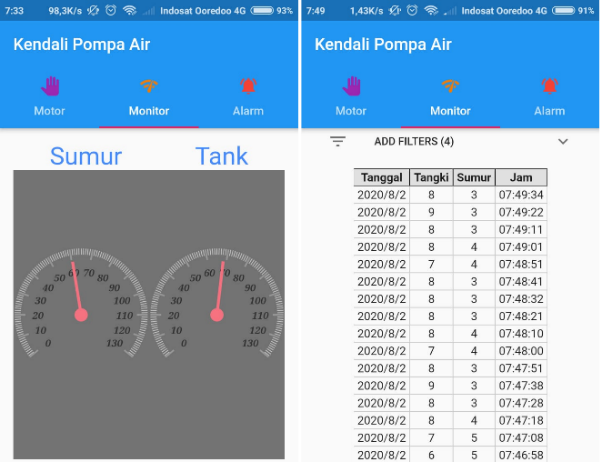 7:33 98,3K/s Indosat Ooredoo 4G 93%
Kendali Pompa Air
Motor Monitor Alarm
Sumur Tank
0 10 20 30 40 50 60 70 80 90 100 110 120 130
0 10 20 30 40 50 60 70 80 90 100 110 120 130
7:49 1,43K/s Indosat Ooredoo 4G 91%
Kendali Pompa Air
Motor Monitor Alarm
ADD FILTERS (4)
Tanggal Tangki Sumur Jam
2020/8/2 8 3 07:49:34
2020/8/2 9 3 07:49:22
2020/8/2 8 3 07:49:11
2020/8/2 8 4 07:49:01
2020/8/2 7 4 07:48:51
2020/8/2 8 3 07:48:41
2020/8/2 8 3 07:48:32
2020/8/2 8 3 07:48:21
2020/8/2 8 4 07:48:10
2020/8/2 7 4 07:48:00
2020/8/2 8 3 07:47:51
2020/8/2 9 3 07:47:38
2020/8/2 8 3 07:47:28
2020/8/2 8 4 07:47:18
2020/8/2 7 5 07:47:08
2020/8/2 6 5 07:46:58